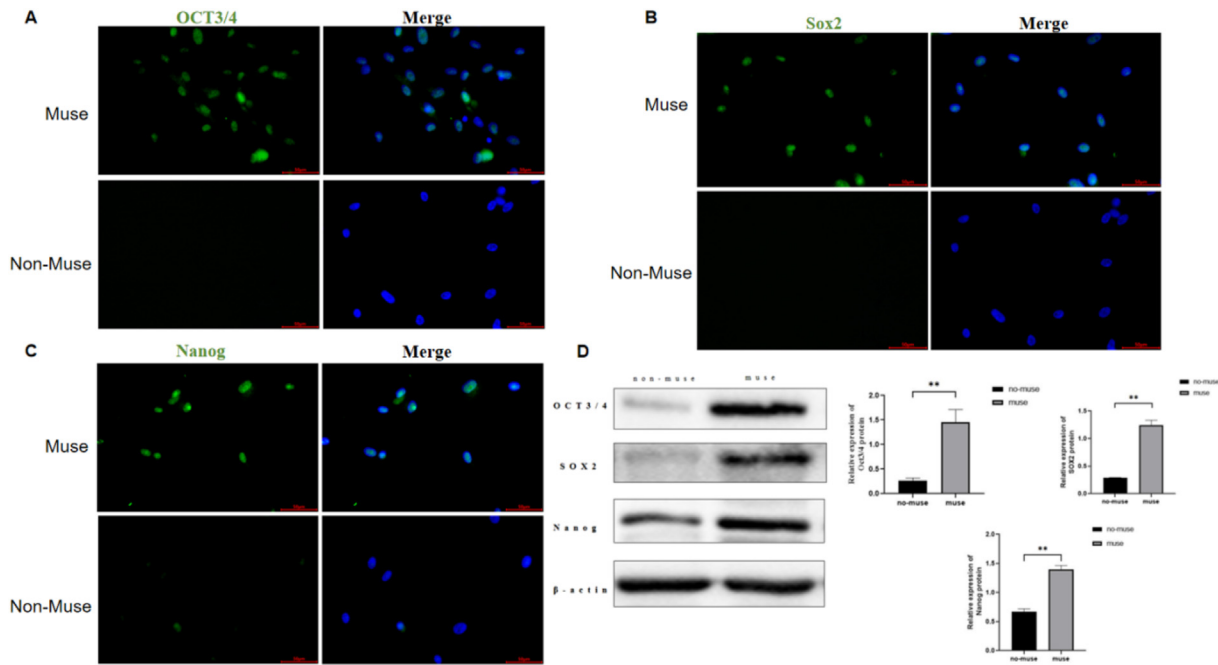 A
OCT3/4
Merge
Muse
Non-Muse
B
Sox2
Merge
Muse
Non-Muse
C
Nanog
Merge
Muse
Non-Muse
D
non-muse
muse
OCT3/4
SOX2
Nanog
β-actin
Relative expression of
Oct3/4 protein
2.0
1.5
1.0
0.5
0.0
**
no-muse
muse
no-muse
muse
Relative expression of
SOX2 protein
1.5
1.0
0.5
0.0
**
no-muse
muse
no-muse
muse
Relative expression of
Nanog protein
2.0
1.5
1.0
0.5
0.0
**
no-muse
muse
no-muse
muse